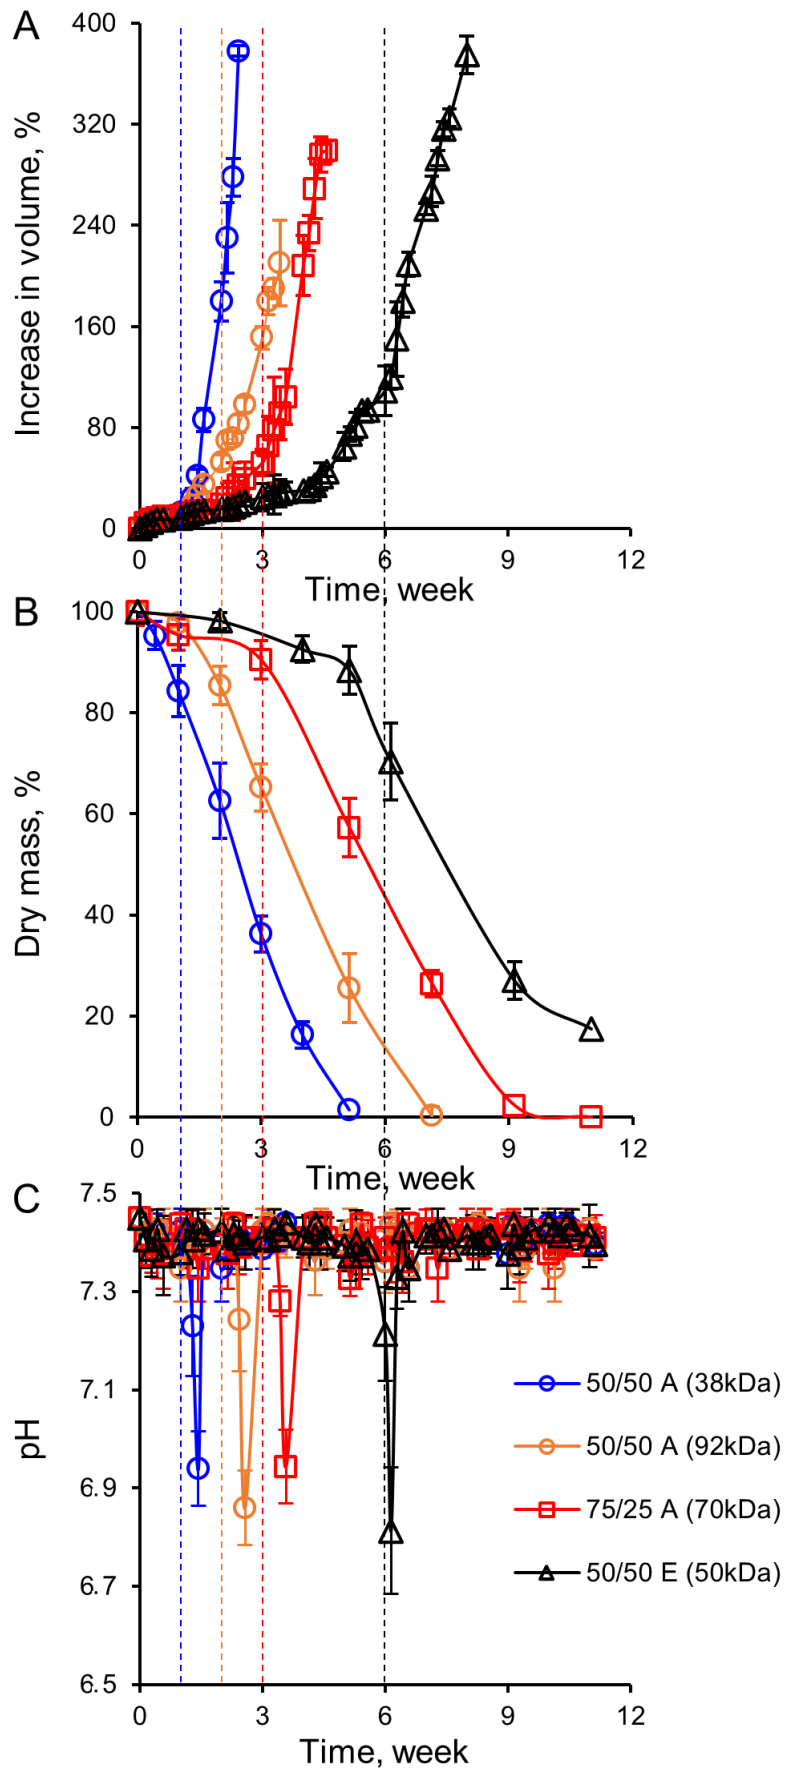 A
Increase in volume, %
400
320
240
160
80
0
0 3 6 9 12
Time, week
B
Dry mass, %
100
80
60
40
20
0
0 3 6 9 12
Time, week
C
pH
7.5
7.3
7.1
6.9
6.7
6.5
50/50 A (38kDa)
50/50 A (92kDa)
75/25 A (70kDa)
50/50 E (50kDa)
0 3 6 9 12
Time, week